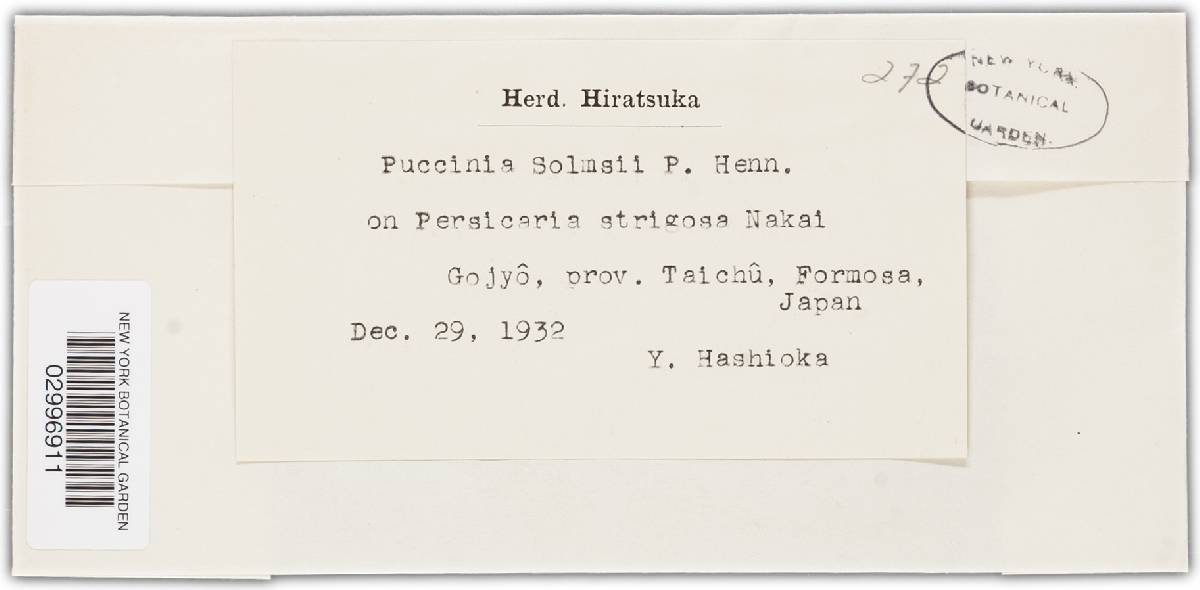 272
NEW YORK
BOTANICAL
GARDEN.
Herd. Hiratsuka
Puccinia Solmsii P. Henn.
on Persicaria strigosa Nakai
Gojyô, prov. Taichû, Formosa,
Japan
Dec. 29, 1932
Y. Hashioka
NEW YORK BOTANICAL GARDEN
02996911